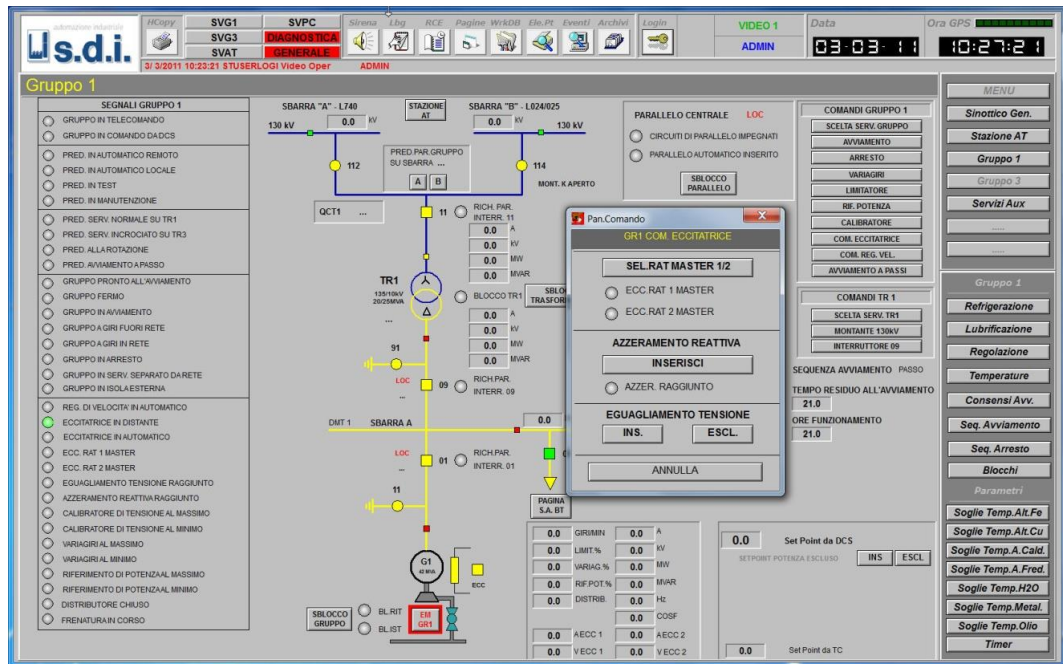 automazione industriale
s.d.i.
HCopy
SVG1
SVG3
SVAT
SVPC
DIAGNOSTICA
GENERALE
Sirena Lbg RCE Pagine WrkDB Ele.Pt Eventi Archivi Login
VIDEO 1
ADMIN
Data
03-03-11
Ora GPS
10:27:21
3/ 3/2011 10:23:21 STUSERLOGI Video Oper ADMIN
Gruppo 1
SEGNALI GRUPPO 1
GRUPPO IN TELECOMANDO
GRUPPO IN COMANDO DA DCS
PRED. IN AUTOMATICO REMOTO
PRED. IN AUTOMATICO LOCALE
PRED. IN TEST
PRED. IN MANUTENZIONE
PRED. SERV. NORMALE SU TR1
PRED. SERV. INCROCIATO SU TR3
PRED. ALLA ROTAZIONE
PRED. AVVIAMENTO A PASSO
GRUPPO PRONTO ALL'AVVIAMENTO
GRUPPO FERMO
GRUPPO IN AVVIAMENTO
GRUPPO A GIRI FUORI RETE
GRUPPO A GIRI IN RETE
GRUPPO IN ARRESTO
GRUPPO IN SERV. SEPARATO DA RETE
GRUPPO IN ISOLA ESTERNA
REG. DI VELOCITA' IN AUTOMATICO
ECCITATRICE IN DISTANTE
ECCITATRICE IN AUTOMATICO
ECC. RAT 1 MASTER
ECC. RAT 2 MASTER
EGUAGLIAMENTO TENSIONE RAGGIUNTO
AZZERAMENTO REATTIVA RAGGIUNTO
CALIBRATORE DI TENSIONE AL MASSIMO
CALIBRATORE DI TENSIONE AL MINIMO
VARIAGIRI AL MASSIMO
VARIAGIRI AL MINIMO
RIFERIMENTO DI POTENZA AL MASSIMO
RIFERIMENTO DI POTENZA AL MINIMO
DISTRIBUTORE CHIUSO
FRENATURA IN CORSO
SBARRA "A" - L740
130 kV
0.0 kV
STAZIONE
AT
SBARRA "B" - L024/025
0.0 kV
130 kV
112
PRED.PAR.GRUPPO
SU SBARRA ...
A B
114
MONT. K APERTO
QCT1 ...
11
RICH. PAR.
INTERR. 11
0.0 A
0.0 kV
0.0 MW
0.0 MVAR
TR1
135/10kV
20/25MVA
...
BLOCCO TR1
SBLO
TRASFOR
0.0 A
0.0 kV
0.0 MW
0.0 MVAR
91
LOC
...
09
RICH.PAR.
INTERR. 09
DMT 1 SBARRA A
0.0
LOC
...
01
RICH.PAR.
INTERR. 01
11
PAGINA
S.A. BT
G1
42 MVA
ECC
SBLOCCO
GRUPPO
BL.RIT
BL.IST
EM
GR1
PARALLELO CENTRALE LOC
CIRCUITI DI PARALLELO IMPEGNATI
PARALLELO AUTOMATICO INSERITO
SBLOCCO
PARALLELO
Pan.Comando
GR1 COM. ECCITATRICE
SEL.RAT MASTER 1/2
ECC.RAT 1 MASTER
ECC.RAT 2 MASTER
AZZERAMENTO REATTIVA
INSERISCI
AZZER. RAGGIUNTO
EGUAGLIAMENTO TENSIONE
INS. ESCL.
ANNULLA
0.0 GIRI/MIN 0.0 A
0.0 LIMIT.% 0.0 kV
0.0 VARIAG.% 0.0 MW
0.0 RIF.POT.% 0.0 MVAR
0.0 DISTRIB. 0.0 Hz
0.0 COSF
0.0 A ECC 1 0.0 A ECC 2
0.0 V ECC 1 0.0 V ECC 2
0.0 Set Point da DCS
SETPOINT POTENZA ESCLUSO INS ESCL
0.0 Set Point da TC
COMANDI GRUPPO 1
SCELTA SERV. GRUPPO
AVVIAMENTO
ARRESTO
VARIAGIRI
LIMITATORE
RIF. POTENZA
CALIBRATORE
COM. ECCITATRICE
COM. REG. VEL.
AVVIAMENTO A PASSI
COMANDI TR 1
SCELTA SERV. TR1
MONTANTE 130kV
INTERRUTTORE 09
SEQUENZA AVVIAMENTO PASSO
TEMPO RESIDUO ALL'AVVIAMENTO
21.0
ORE FUNZIONAMENTO
21.0
MENU
Sinottico Gen.
Stazione AT
Gruppo 1
Gruppo 3
Servizi Aux
.....
.....
Gruppo 1
Refrigerazione
Lubrificazione
Regolazione
Temperature
Consensi Avv.
Seq. Avviamento
Seq. Arresto
Blocchi
Parametri
Soglie Temp.Alt.Fe
Soglie Temp.Alt.Cu
Soglie Temp.A.Cald.
Soglie Temp.A.Fred.
Soglie Temp.H2O
Soglie Temp.Metal.
Soglie Temp.Olio
Timer